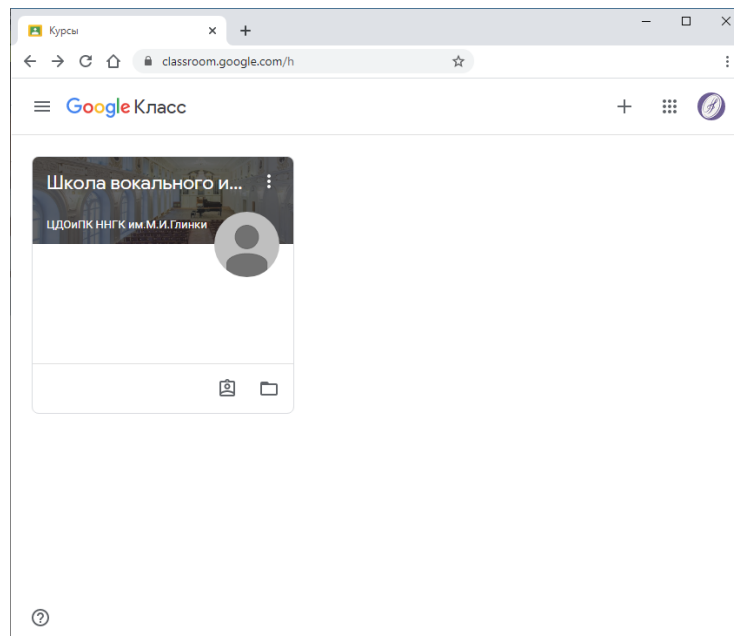 Курсы
classroom.google.com/h
Google Класс
Школа вокального и...
ЦДОиПК ННГК им.М.И.Глинки